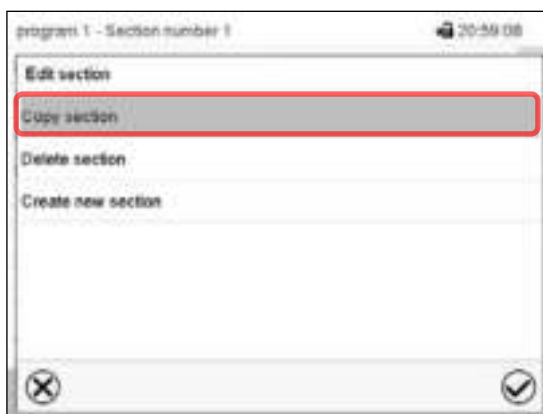 program 1 - Section number 1 20:59:08
Edit section
Copy section
Delete section
Create new section